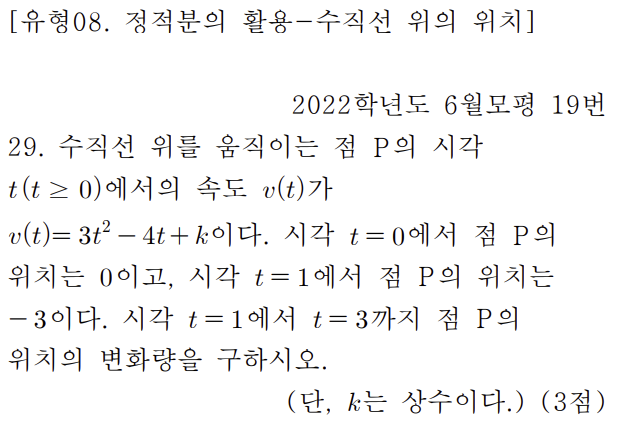 [유형08. 정적분의 활용-수직선 위의 위치]
2022학년도 6월모평 19번
29. 수직선 위를 움직이는 점 P의 시각
t(t ≥ 0)에서의 속도 v(t)가
v(t)= 3t² - 4t + k이다. 시각 t = 0에서 점 P의
위치는 0이고, 시각 t = 1에서 점 P의 위치는
-3이다. 시각 t = 1에서 t = 3까지 점 P의
위치의 변화량을 구하시오.
(단, k는 상수이다.) (3점)